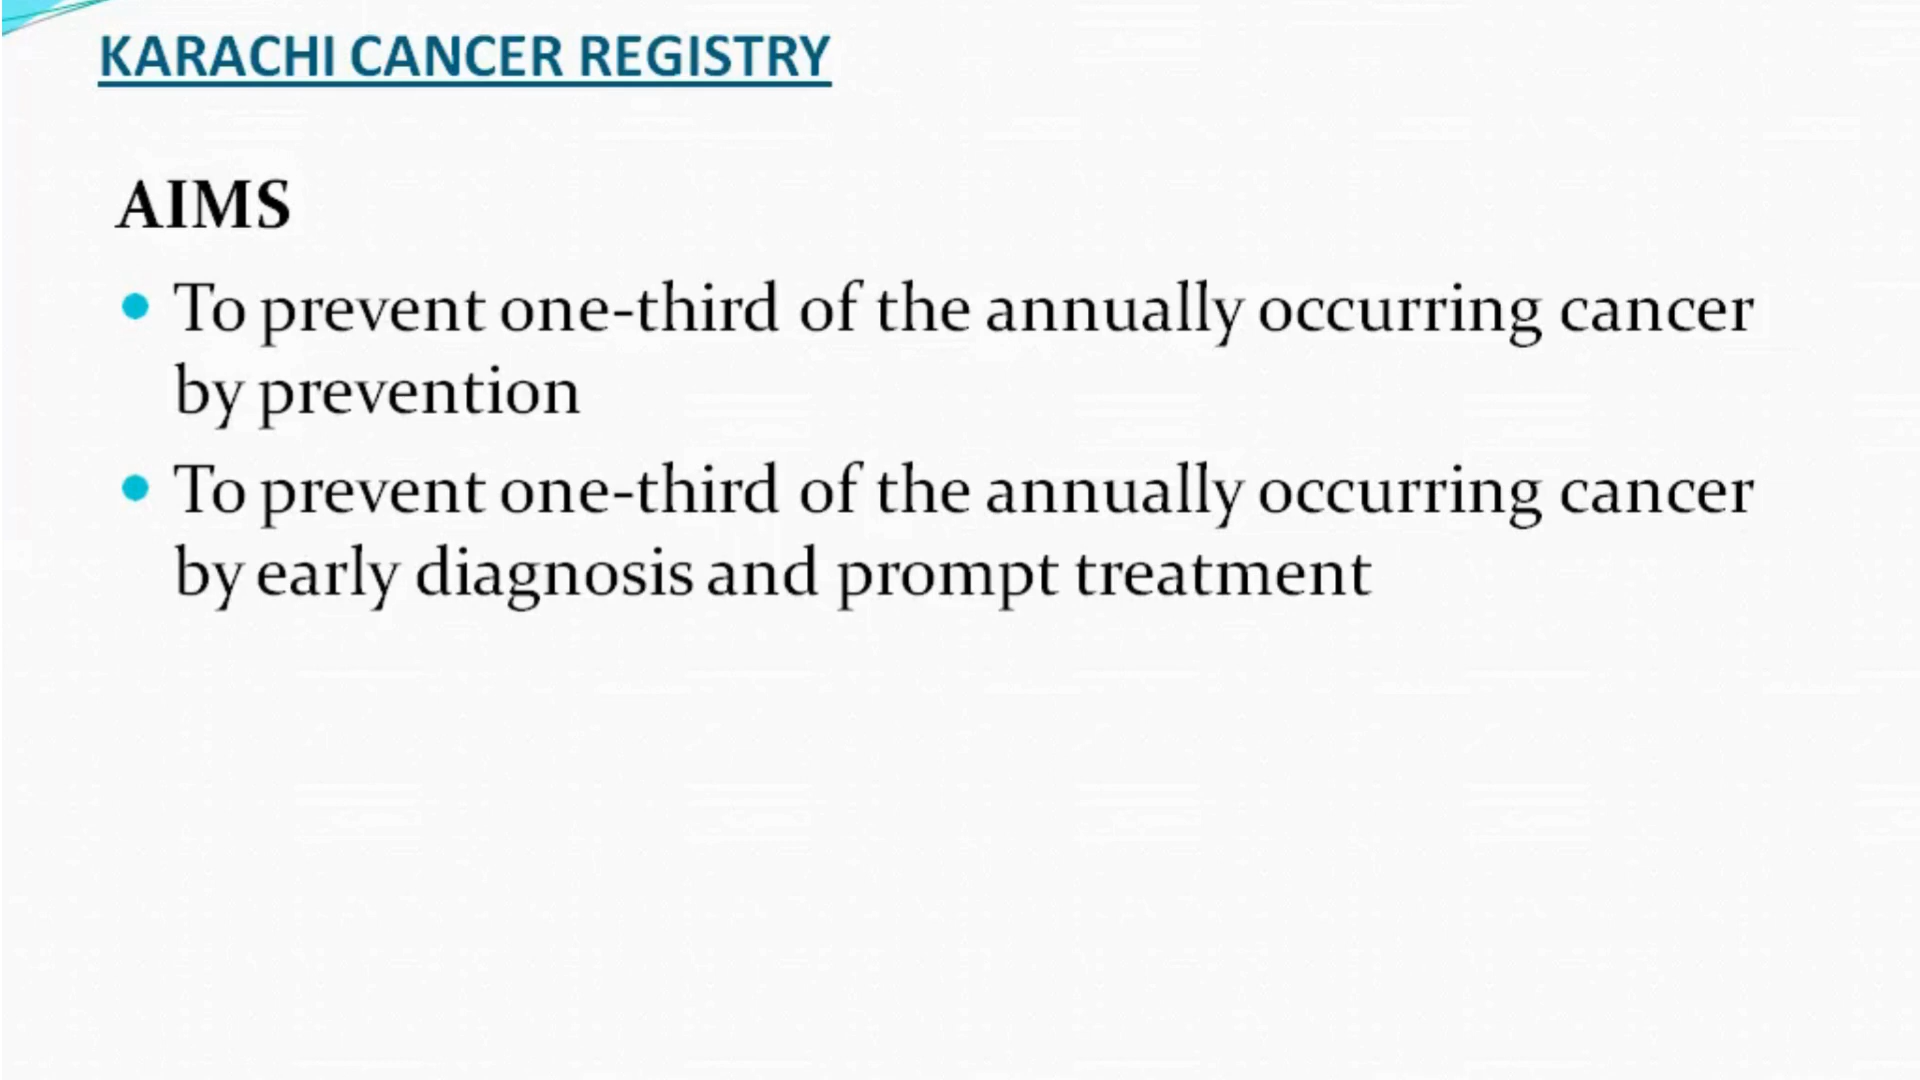 KARACHI CANCER REGISTRY
AIMS
• To prevent one-third of the annually occurring cancer
by prevention
• To prevent one-third of the annually occurring cancer
by early diagnosis and prompt treatment